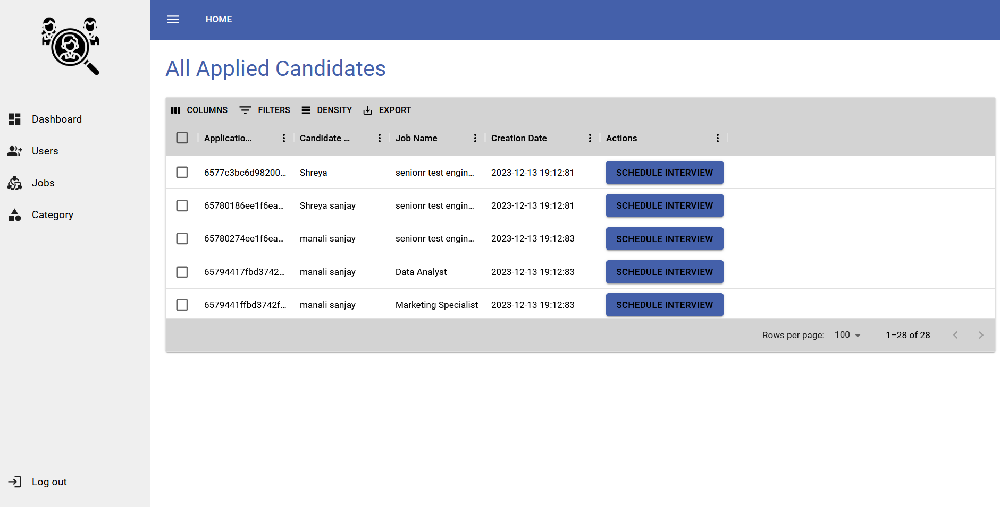 HOME
All Applied Candidates
Dashboard
Users
Jobs
Category
Log out
COLUMNS FILTERS DENSITY EXPORT
Applicatio... Candidate ... Job Name Creation Date Actions
6577c3bc6d98200... Shreya senionr test engin... 2023-12-13 19:12:81 SCHEDULE INTERVIEW
65780186ee1f6ea... Shreya sanjay senionr test engin... 2023-12-13 19:12:81 SCHEDULE INTERVIEW
65780274ee1f6ea... manali sanjay senionr test engin... 2023-12-13 19:12:83 SCHEDULE INTERVIEW
65794417fbd3742... manali sanjay Data Analyst 2023-12-13 19:12:83 SCHEDULE INTERVIEW
6579441ffbd3742f... manali sanjay Marketing Specialist 2023-12-13 19:12:83 SCHEDULE INTERVIEW
Rows per page: 100 1–28 of 28